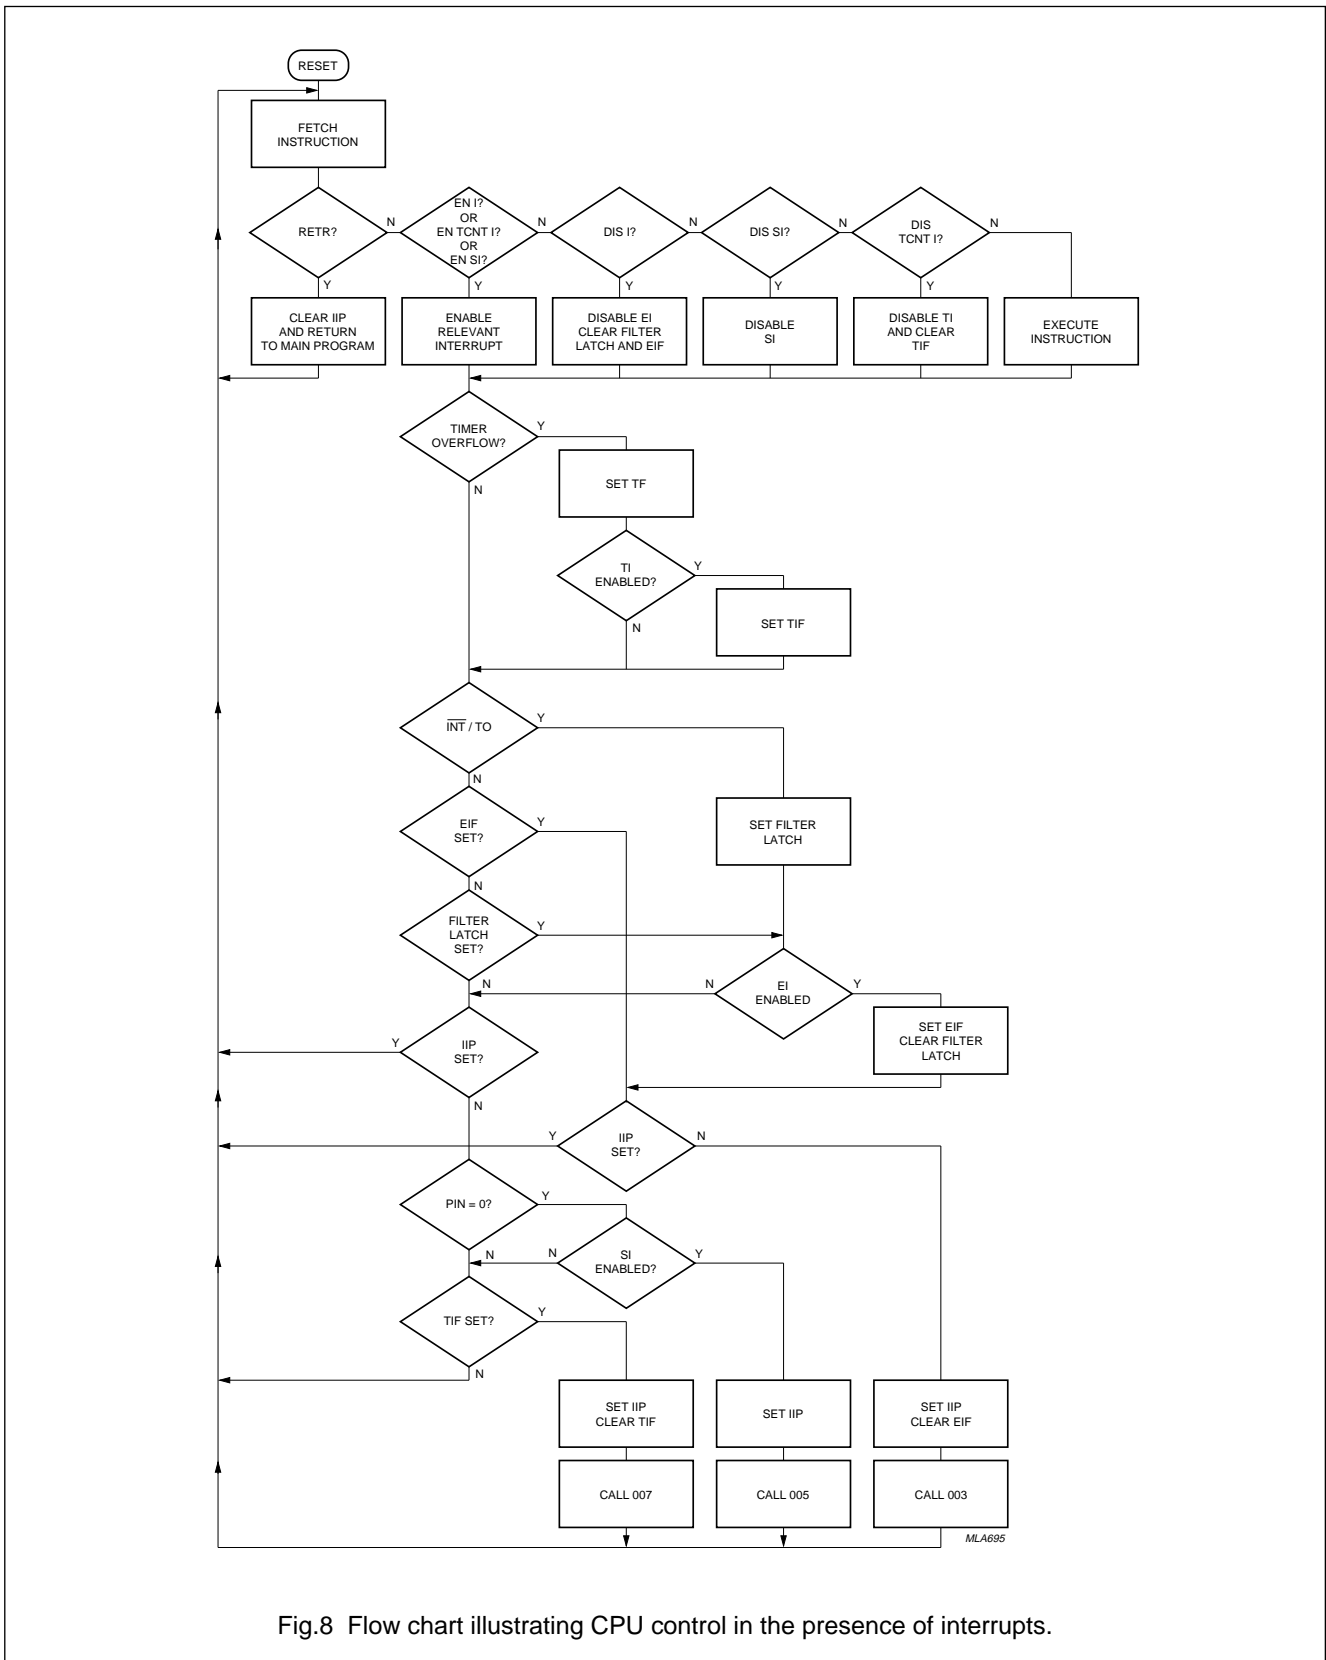 RESET
FETCH
INSTRUCTION
RETR?
N
EN I?
OR
EN TCNT I?
OR
EN SI?
N
DIS I?
N
DIS SI?
N
DIS
TCNT I?
N
Y
Y
Y
Y
Y
CLEAR IIP
AND RETURN
TO MAIN PROGRAM
ENABLE
RELEVANT
INTERRUPT
DISABLE EI
CLEAR FILTER
LATCH AND EIF
DISABLE
SI
DISABLE TI
AND CLEAR
TIF
EXECUTE
INSTRUCTION
TIMER
OVERFLOW?
Y
N
SET TF
TI
ENABLED?
Y
N
SET TIF
INT / TO
Y
N
EIF
SET?
Y
N
SET FILTER
LATCH
FILTER
LATCH
SET?
Y
N
EI
ENABLED
N
Y
SET EIF
CLEAR FILTER
LATCH
IIP
SET?
Y
N
IIP
SET?
Y
N
PIN = 0?
Y
N
SI
ENABLED?
N
Y
TIF SET?
Y
N
SET IIP
CLEAR TIF
SET IIP
SET IIP
CLEAR EIF
CALL 007
CALL 005
CALL 003
MLA695
Fig.8 Flow chart illustrating CPU control in the presence of interrupts.